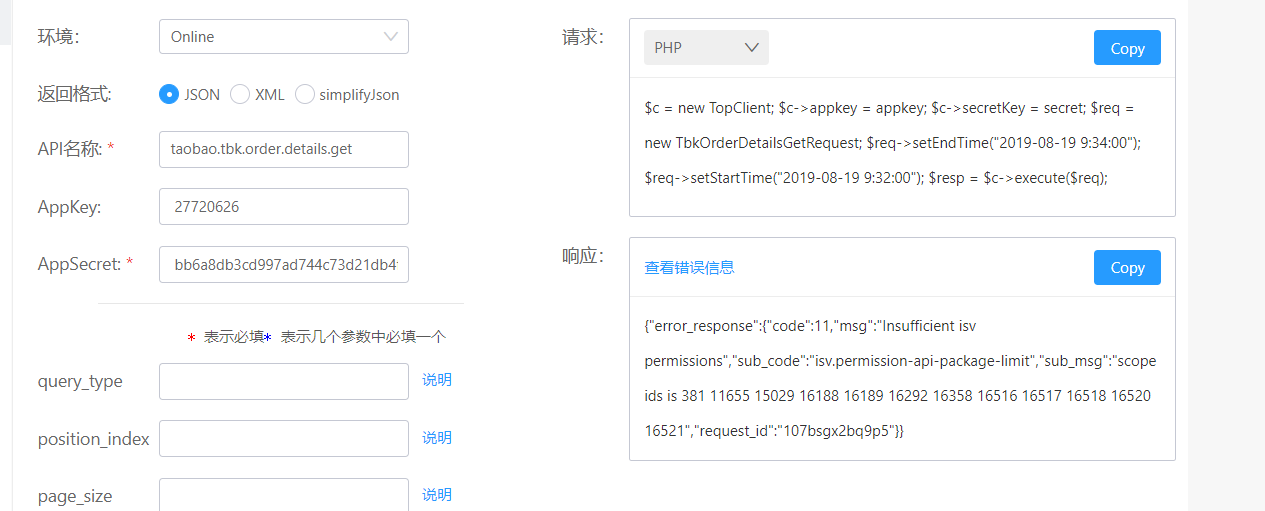 环境:
Online
返回格式:
JSON
XML
simplifyJson
API名称: *
taobao.tbk.order.details.get
AppKey:
27720626
AppSecret: *
bb6a8db3cd997ad744c73d21db4
* 表示必填* 表示几个参数中必填一个
query_type
说明
position_index
说明
page_size
说明
请求:
PHP
Copy
$c = new TopClient; $c->appkey = appkey; $c->secretKey = secret; $req =
new TbkOrderDetailsGetRequest; $req->setEndTime("2019-08-19 9:34:00");
$req->setStartTime("2019-08-19 9:32:00"); $resp = $c->execute($req);
响应:
查看错误信息
Copy
{"error_response":{"code":11,"msg":"Insufficient isv
permissions","sub_code":"isv.permission-api-package-limit","sub_msg":"scope
ids is 381 11655 15029 16188 16189 16292 16358 16516 16517 16518 16520
16521","request_id":"107bsgx2bq9p5"}}